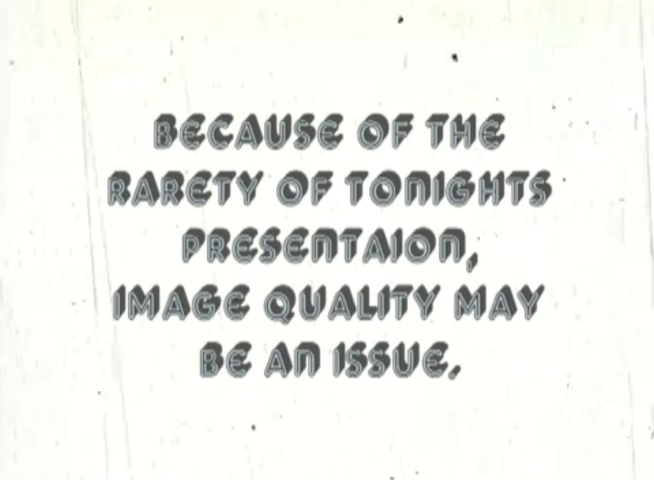 BECAUSE OF THE
RARETY OF TONIGHTS
PRESENTAION,
IMAGE QUALITY MAY
BE AN ISSUE.